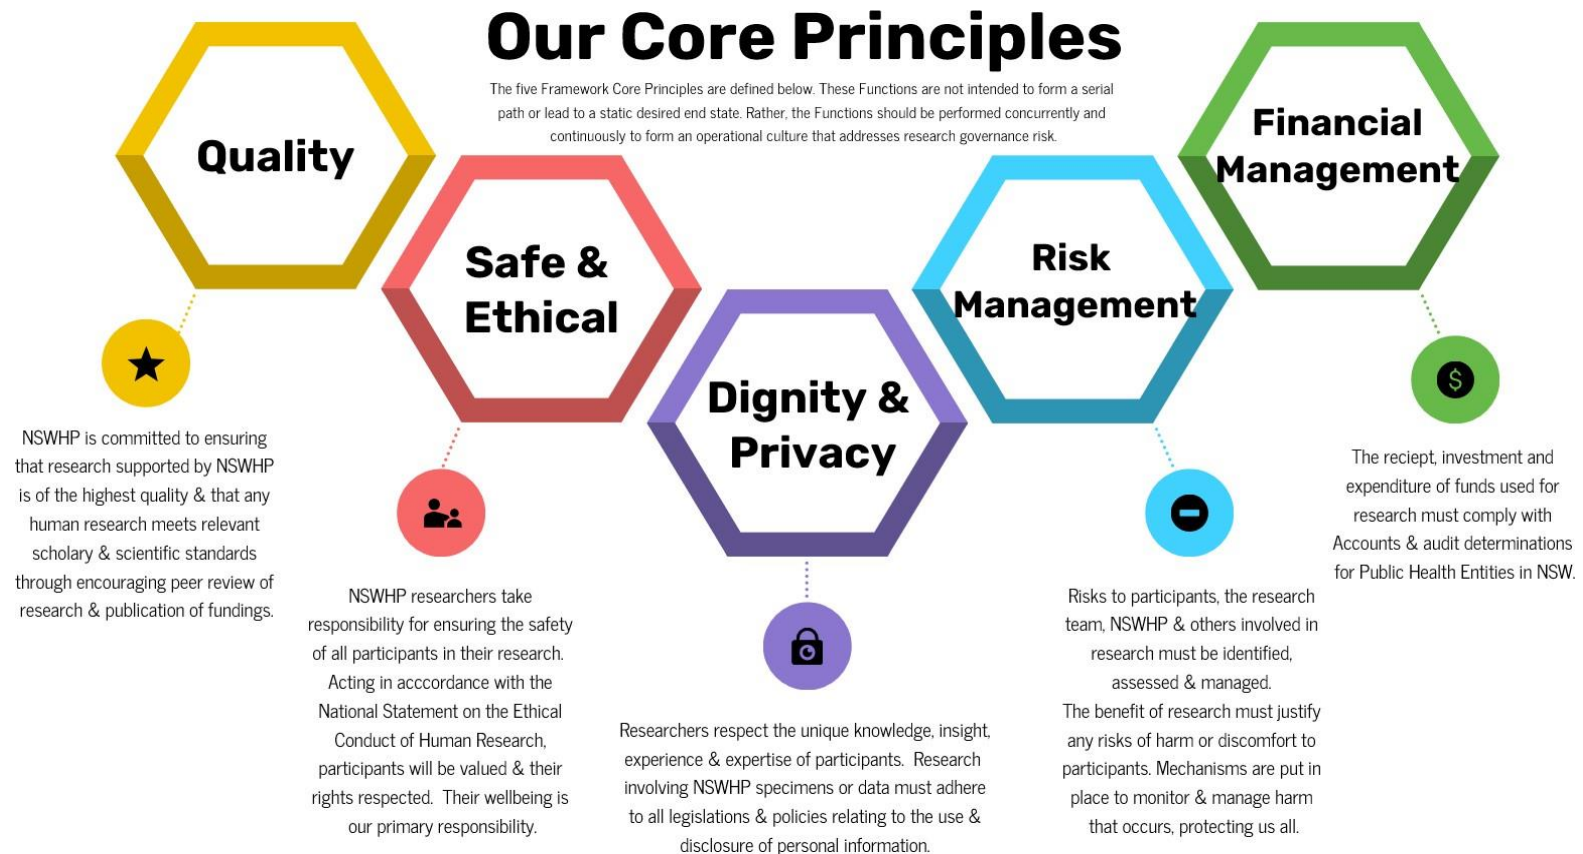 Our Core Principles
The five Framework Core Principles are defined below. These Functions are not intended to form a serial
path or lead to a static desired end state. Rather, the Functions should be performed concurrently and
continuously to form an operational culture that addresses research governance risk.
Quality
NSWHP is committed to ensuring
that research supported by NSWHP
is of the highest quality & that any
human research meets relevant
scholary & scientific standards
through encouraging peer review of
research & publication of fundings.
Safe &
Ethical
NSWHP researchers take
responsibility for ensuring the safety
of all participants in their research.
Acting in acccordance with the
National Statement on the Ethical
Conduct of Human Research,
participants will be valued & their
rights respected. Their wellbeing is
our primary responsibility.
Dignity &
Privacy
Researchers respect the unique knowledge, insight,
experience & expertise of participants. Research
involving NSWHP specimens or data must adhere
to all legislations & policies relating to the use &
disclosure of personal information.
Risk
Management
Risks to participants, the research
team, NSWHP & others involved in
research must be identified,
assessed & managed.
The benefit of research must justify
any risks of harm or discomfort to
participants. Mechanisms are put in
place to monitor & manage harm
that occurs, protecting us all.
Financial
Management
$
The reciept, investment and
expenditure of funds used for
research must comply with
Accounts & audit determinations
for Public Health Entities in NSW.